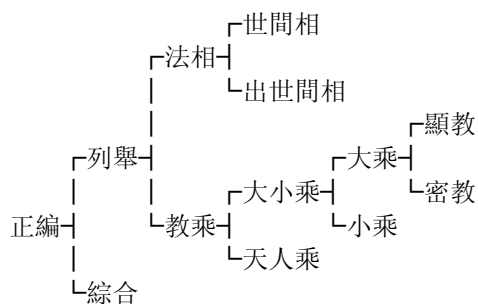 世間相
法相
出世間相
顯教
列舉
大乘
密教
大小乘
正編
教乘
小乘
天人乘
綜合